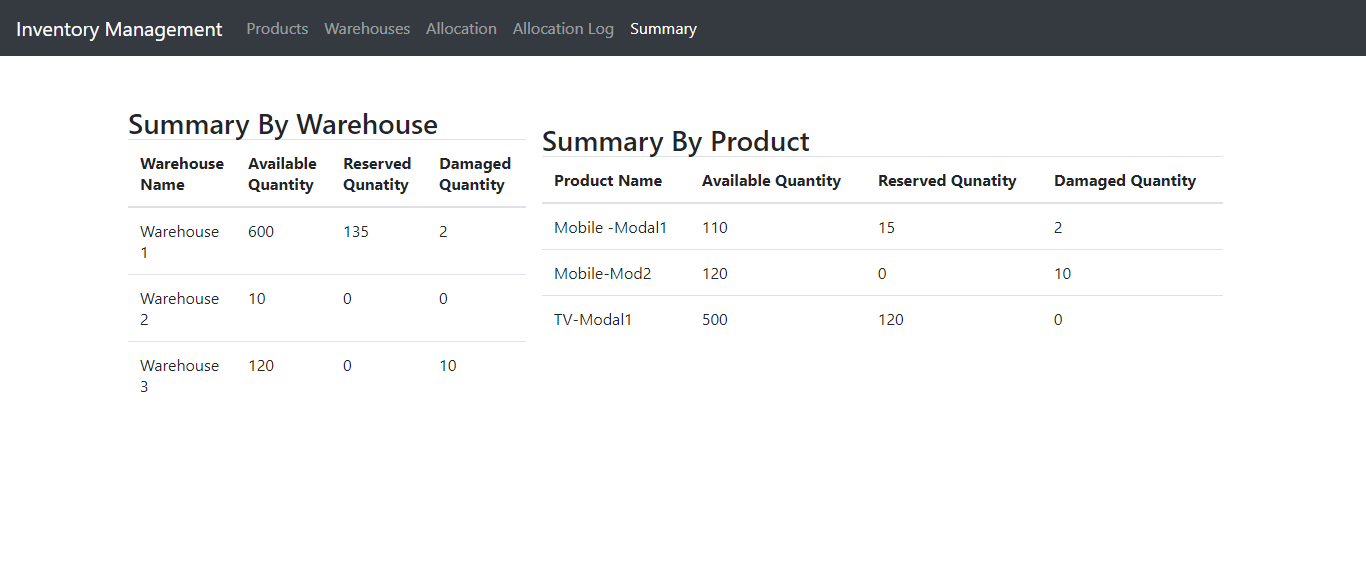 Inventory Management Products Warehouses Allocation Allocation Log Summary
Summary By Warehouse
Warehouse Available Reserved Damaged
Name Quantity Qunatity Quantity
Warehouse 600 135 2
1
Warehouse 10 0 0
2
Warehouse 120 0 10
3
Summary By Product
Product Name Available Quantity Reserved Qunatity Damaged Quantity
Mobile -Modal1 110 15 2
Mobile-Mod2 120 0 10
TV-Modal1 500 120 0